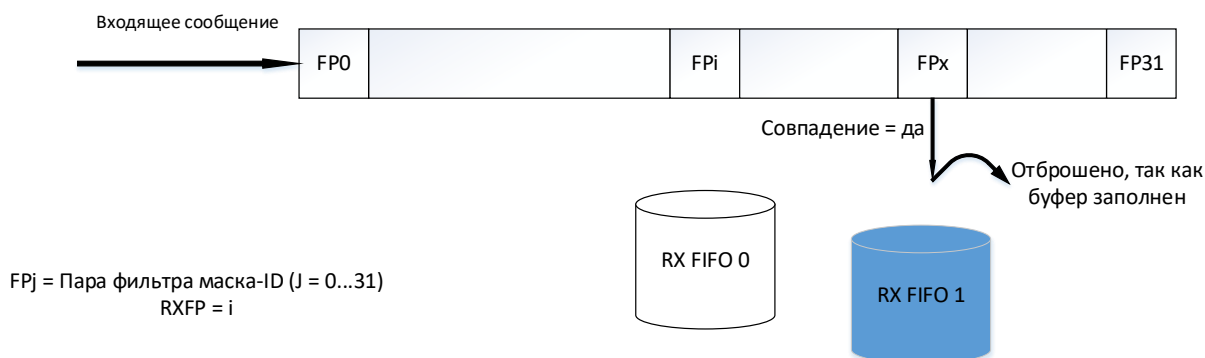 Входящее сообщение
FP0
FPi
FPx
FP31
Совпадение = да
Отброшено, так как
буфер заполнен
RX FIFO 0
RX FIFO 1
FPj = Пара фильтра маска-ID (J = 0...31)
RXFP = i